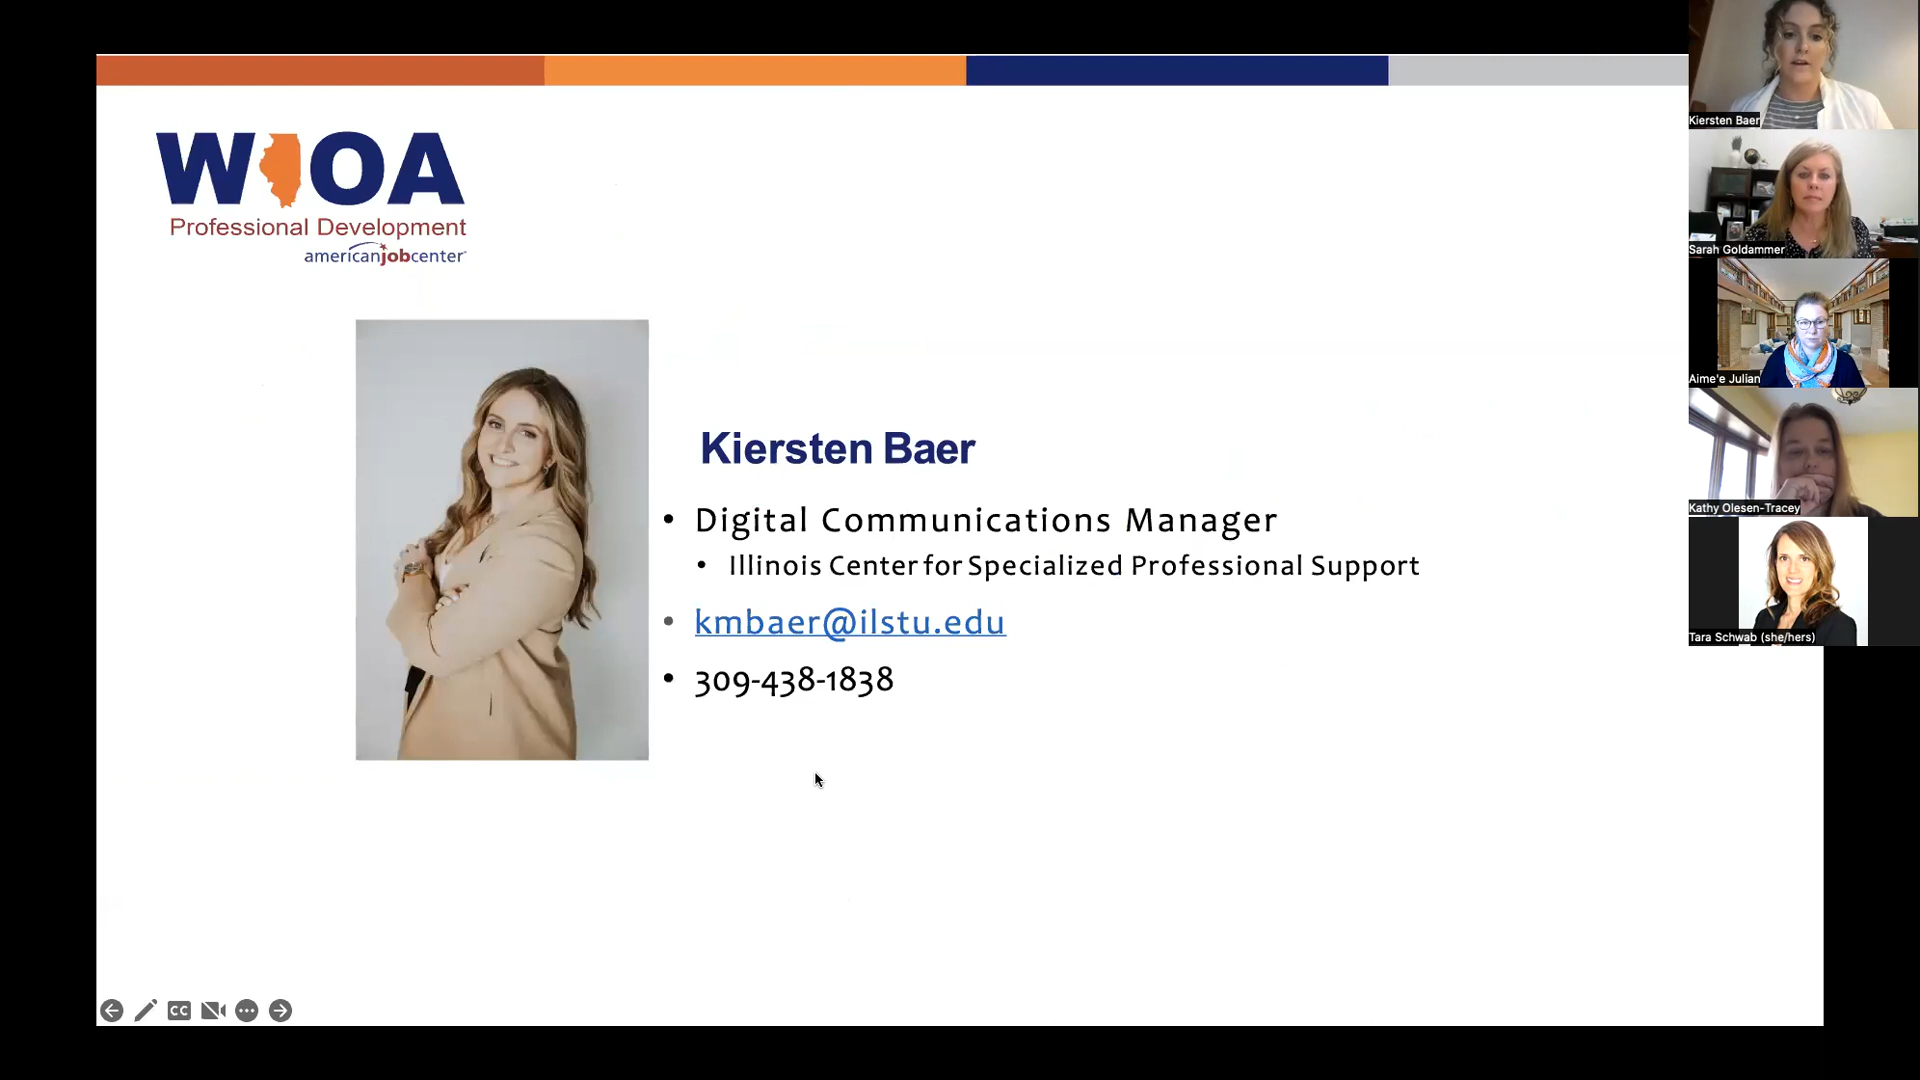 WIOA
Professional Development
americanjobcenter
Kiersten Baer
• Digital Communications Manager
• Illinois Center for Specialized Professional Support
• kmbaer@ilstu.edu
• 309-438-1838
CC
Kiersten Baer
Sarah Goldammer
Aime'e Julian
Kathy Olesen-Tracey
Tara Schwab (she/hers)